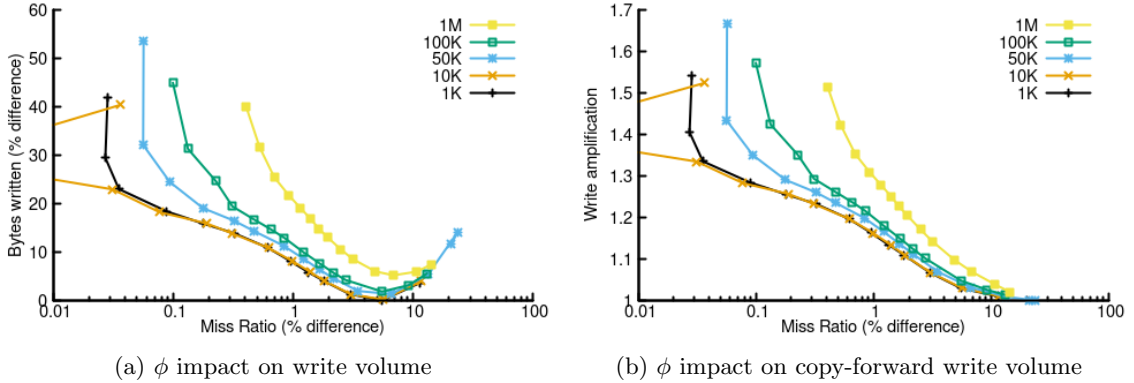 60
50
40
30
20
10
0
Bytes written (% difference)
1M
100K
50K
10K
1K
0.01
0.1
1
10
100
Miss Ratio (% difference)
(a) ϕ impact on write volume
1.7
1.6
1.5
1.4
1.3
1.2
1.1
1
Write amplification
1M
100K
50K
10K
1K
0.01
0.1
1
10
100
Miss Ratio (% difference)
(b) ϕ impact on copy-forward write volume